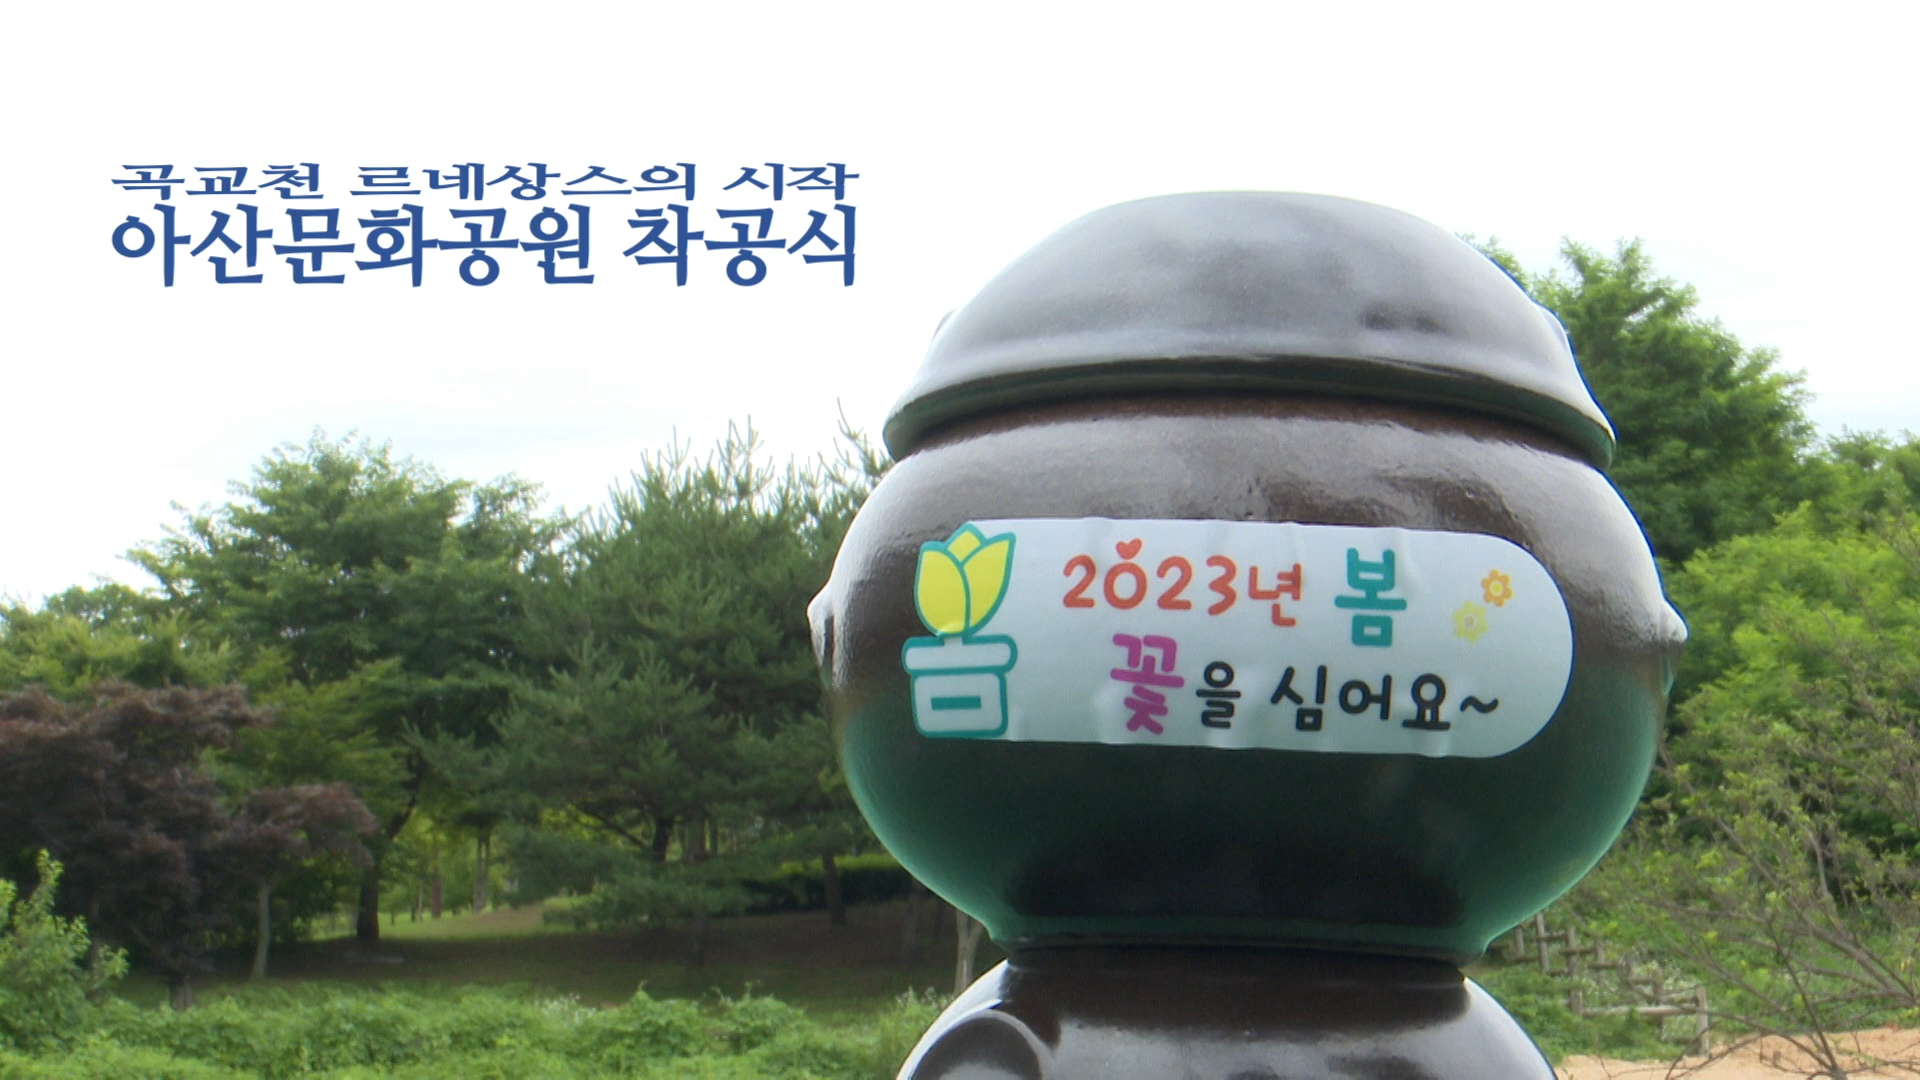 곡교천 르네상스의 시작
아산문화공원 착공식
2023년 봄
꽃을 심어요~
봄